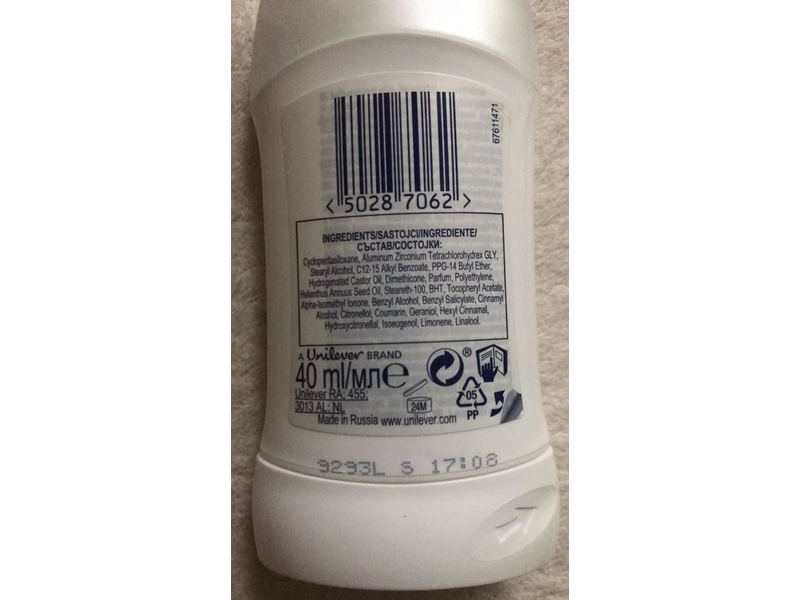 67611471
<5028 7062>
INGREDIENTS/SASTOJCI/INGREDIENTE/
СЪСТАВ/СОСТОЈКИ:
Cyclopentasiloxane, Aluminum Zirconium Tetrachlorohydrex GLY,
Stearyl Alcohol, C12-15 Alkyl Benzoate, PPG-14 Butyl Ether,
Hydrogenated Castor Oil, Dimethicone, Parfum, Polyethylene,
Helianthus Annuus Seed Oil, Steareth-100, BHT, Tocopheryl Acetate,
Alpha-Isomethyl Ionone, Benzyl Alcohol, Benzyl Salicylate, Cinnamyl
Alcohol, Citronellol, Coumarin, Geraniol, Hexyl Cinnamal,
Hydroxycitronellal, Isoeugenol, Limonene, Linalool.
A Unilever BRAND
®
40 ml/мл℮
Unilever RA: 455;
3013 AL; NL
24M
05
PP
Made in Russia www.unilever.com
9293L S 17:08